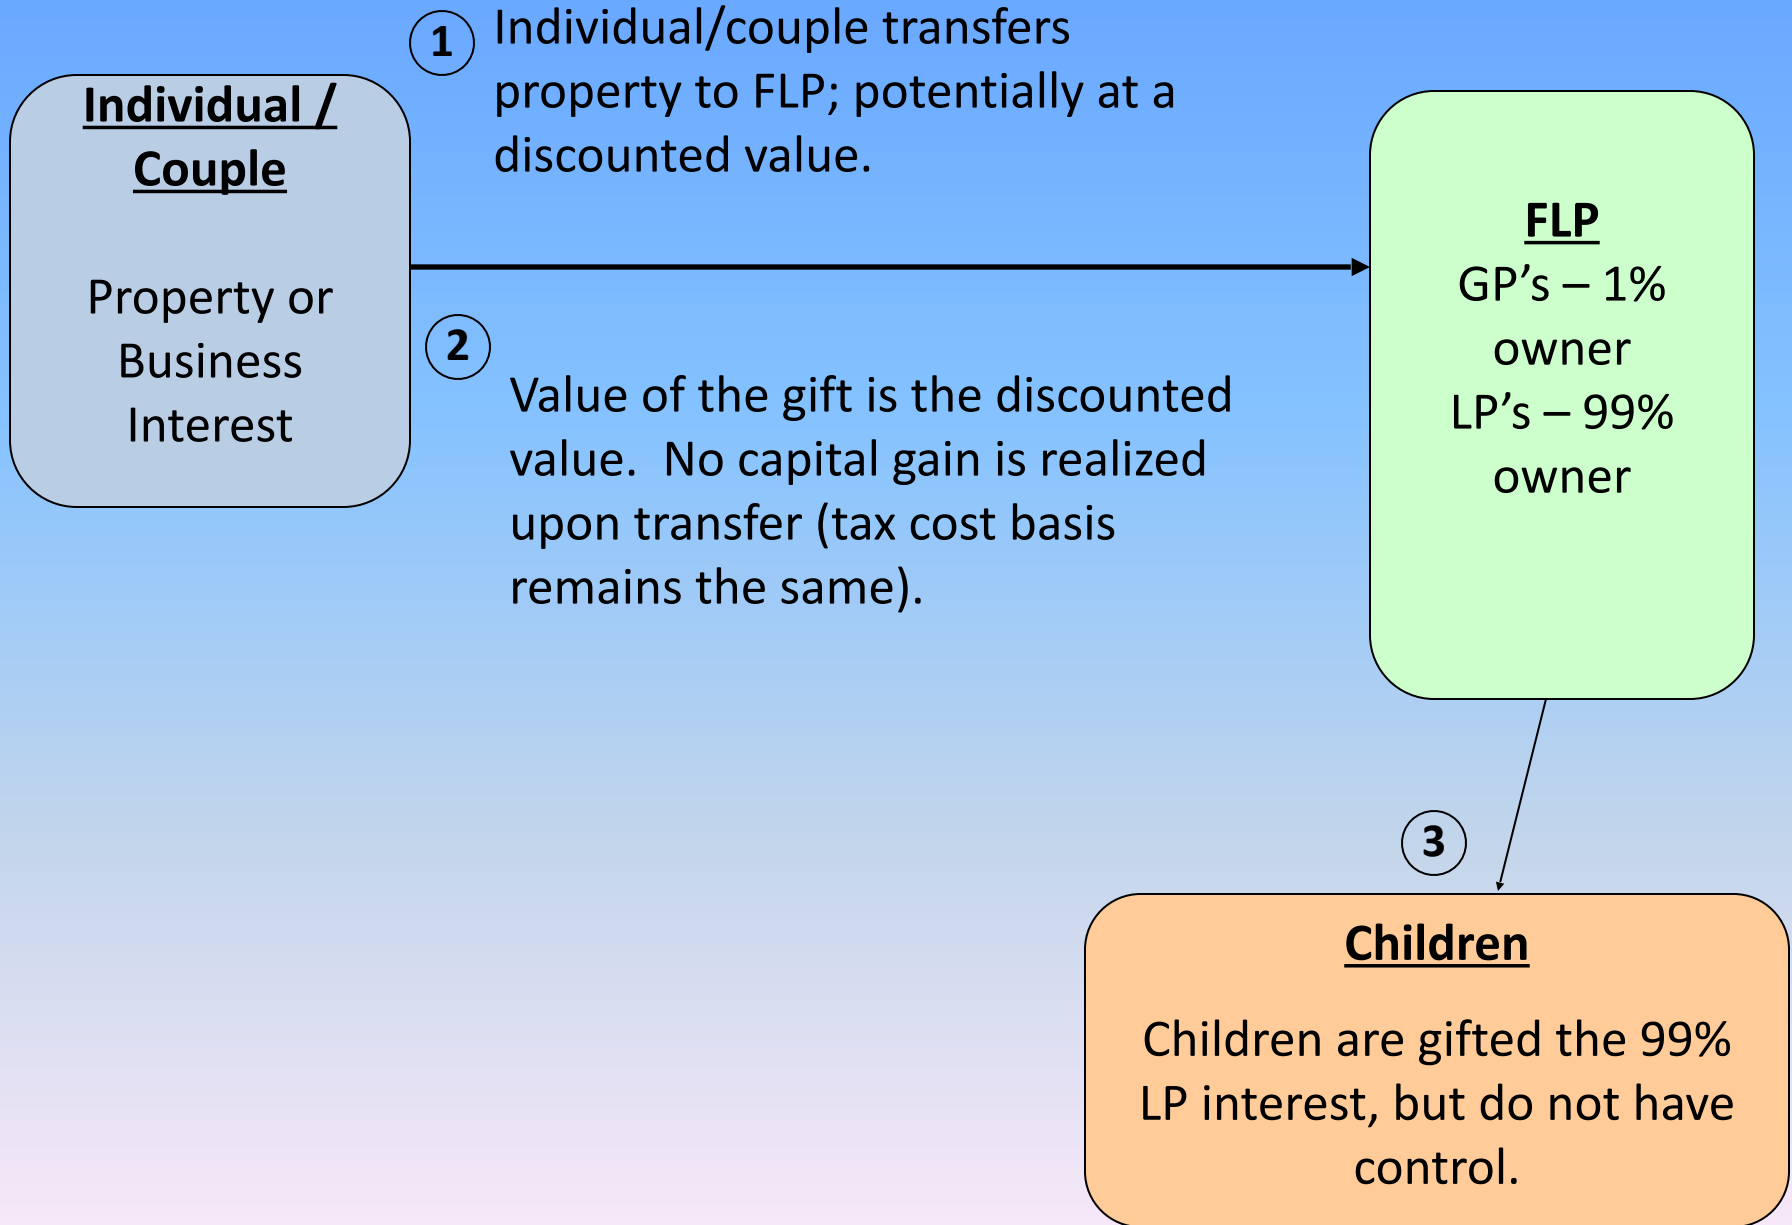 1
Individual/couple transfers
property to FLP; potentially at a
discounted value.
Individual /
Couple
Property or
Business
Interest
2
Value of the gift is the discounted
value.  No capital gain is realized
upon transfer (tax cost basis
remains the same).
FLP
GP’s – 1%
owner
LP’s – 99%
owner
3
Children
Children are gifted the 99%
LP interest, but do not have
control.